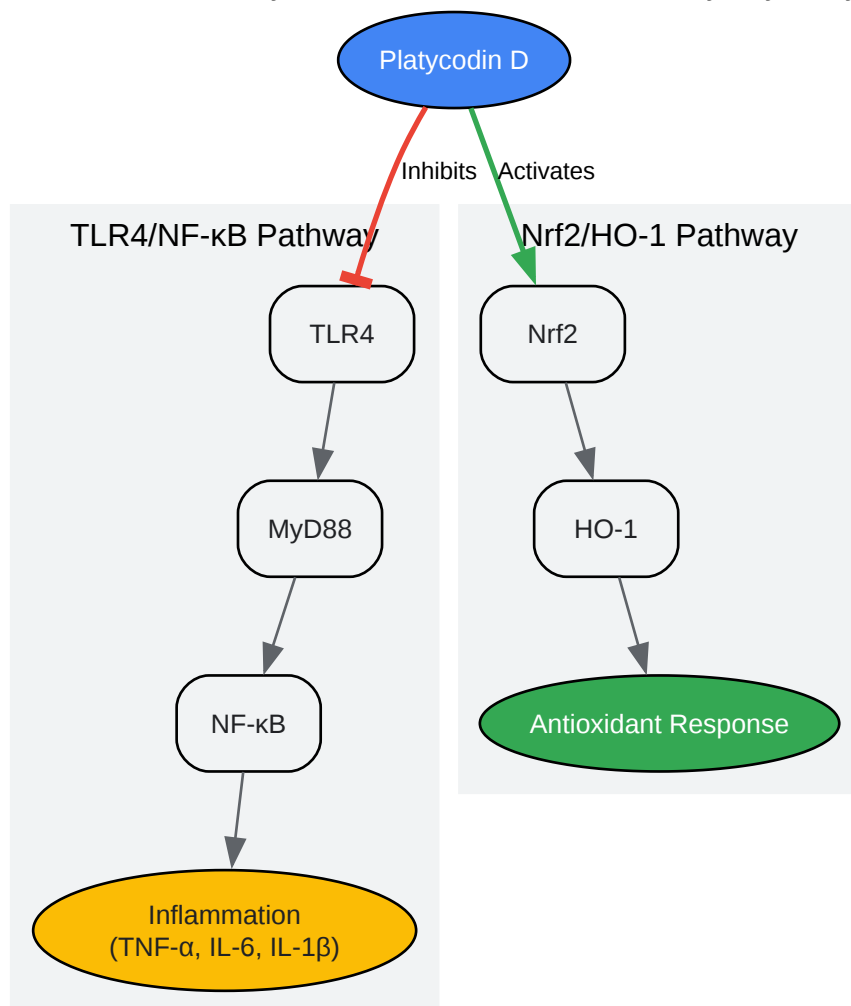 Platycodin D
Inhibits
Activates
TLR4/NF-κB Pathway
TLR4
MyD88
NF-κB
Inflammation
(TNF-α, IL-6, IL-1β)
Nrf2/HO-1 Pathway
Nrf2
HO-1
Antioxidant Response